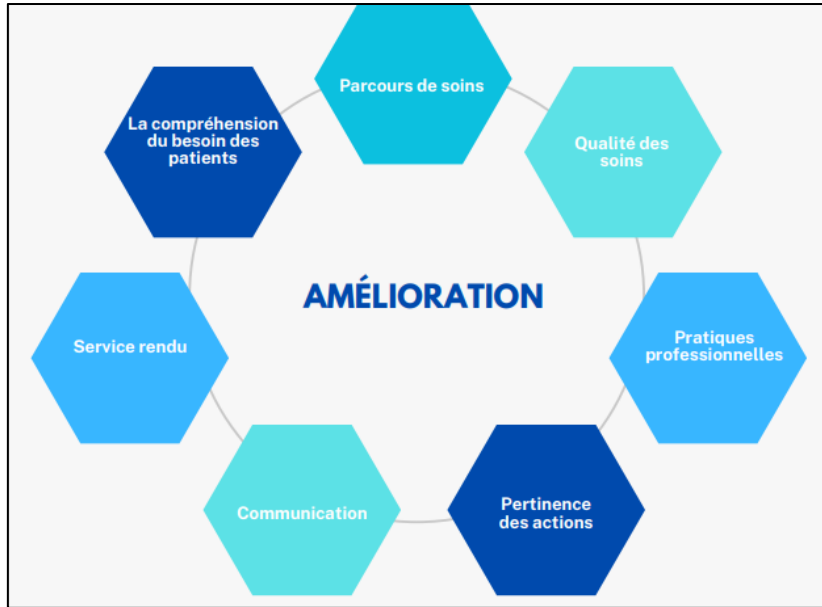 Parcours de soins
Qualité des
soins
Pratiques
professionnelles
Pertinence
des actions
Communication
Service rendu
La compréhension
du besoin des
patients
AMÉLIORATION